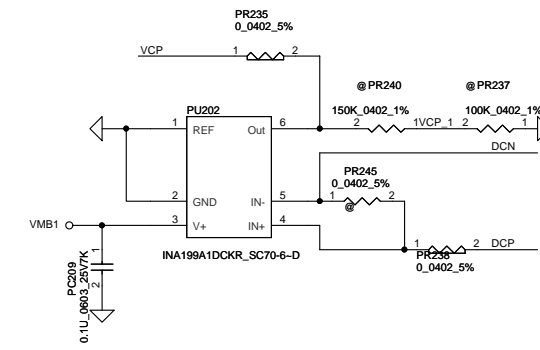 PR235
0_0402_5%
VCP
1
2
@ PR240
150K_0402_1%
2
1
VCP_1
@ PR237
100K_0402_1%
2
1
DCN
PU202
1
REF
Out
6
2
GND
IN-
5
3
V+
IN+
4
INA199A1DCKR_SC70-6~D
PR245
0_0402_5%
1
2
@
1
2
DCP
PR238
0_0402_5%
VMB1
1
2
PC209
0.1U_0603_25V7K